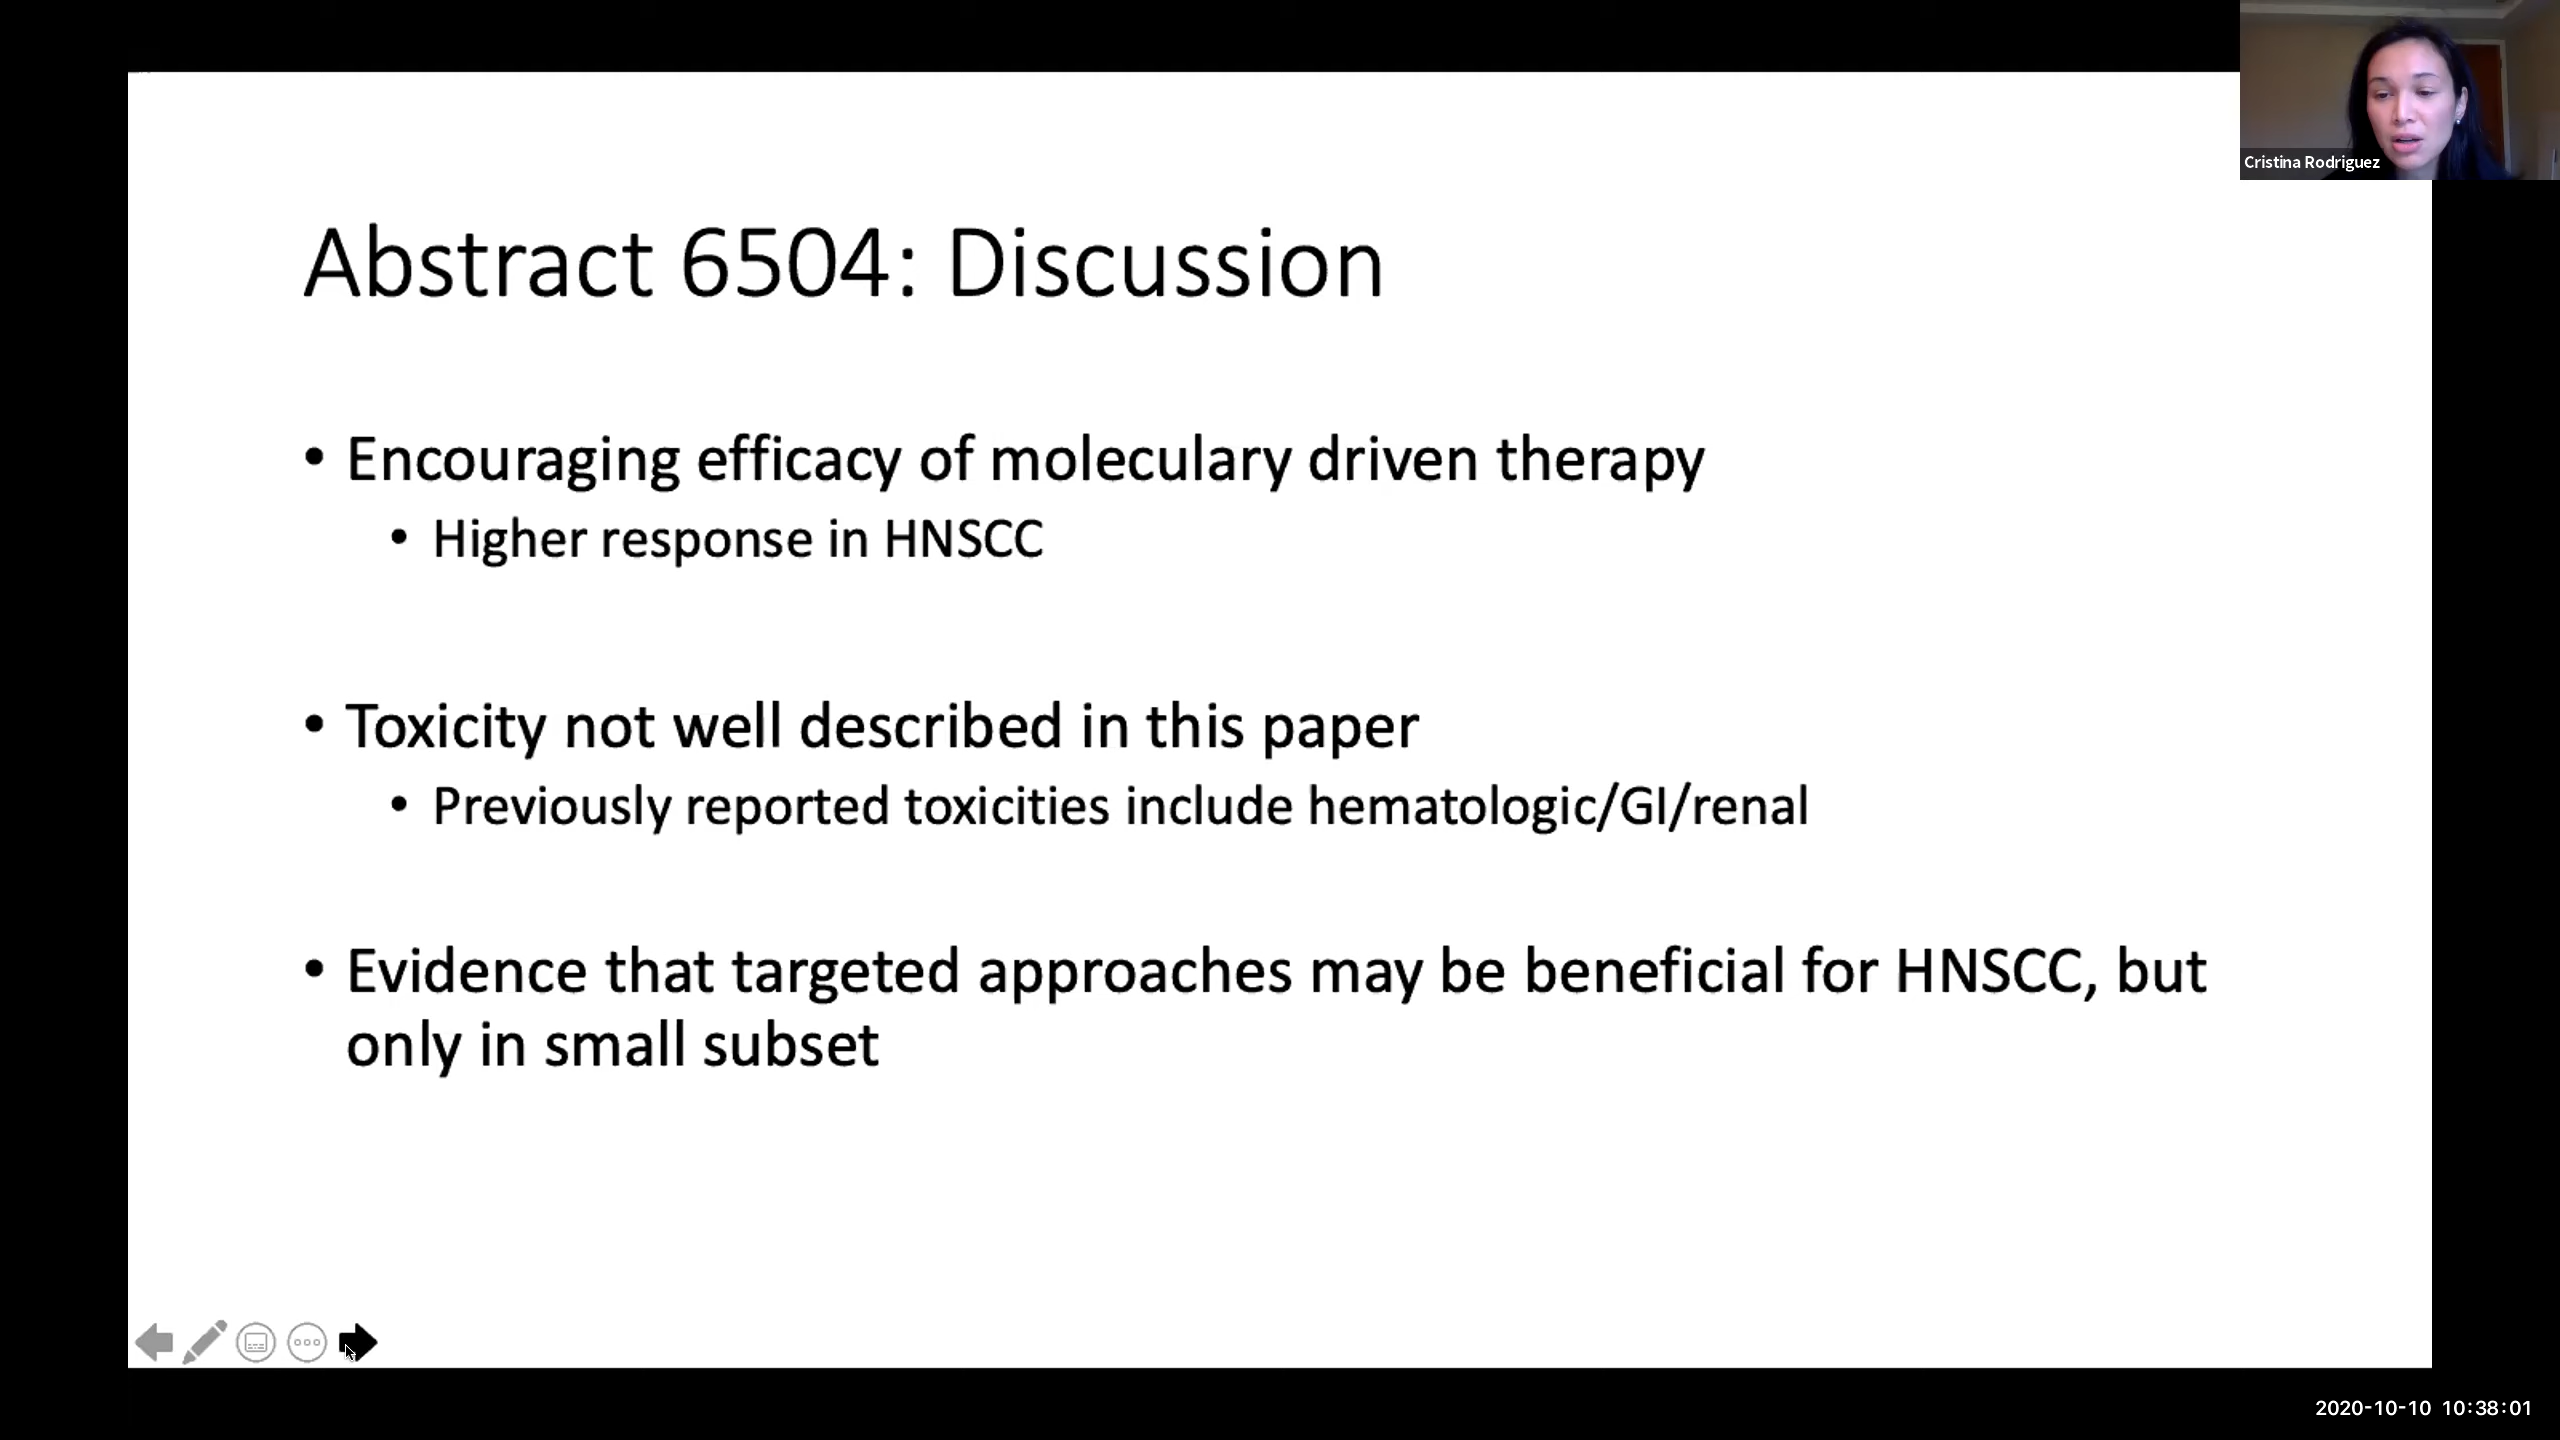 Cristina Rodriguez
Abstract 6504: Discussion
• Encouraging efficacy of moleculary driven therapy
• Higher response in HNSCC
• Toxicity not well described in this paper
• Previously reported toxicities include hematologic/GI/renal
• Evidence that targeted approaches may be beneficial for HNSCC, but
only in small subset
2020-10-10 10:38:01